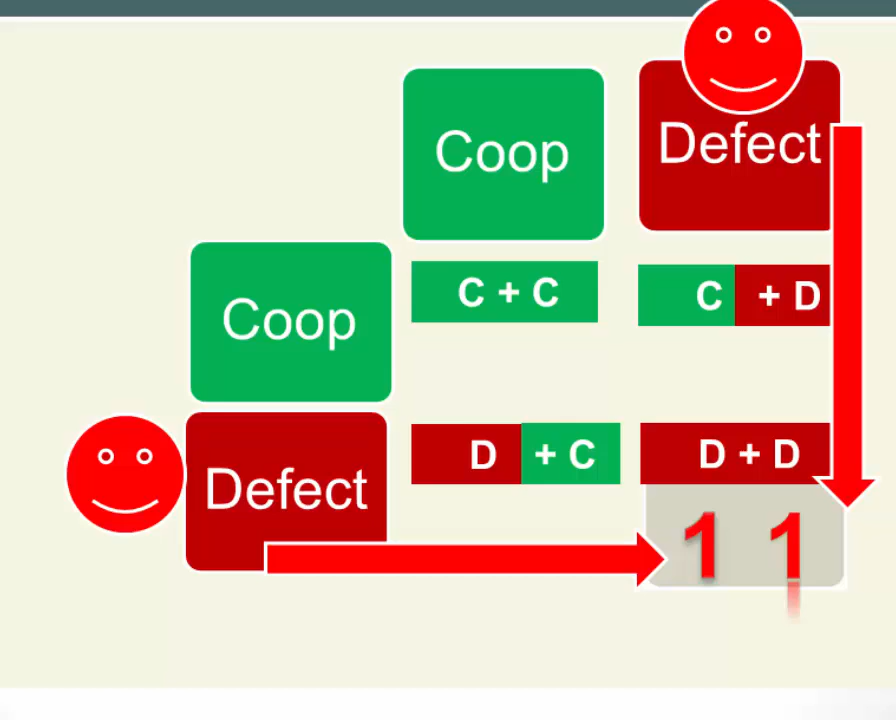 Coop
Defect
Coop
C + C
C + D
Defect
D + C
D + D
1 1